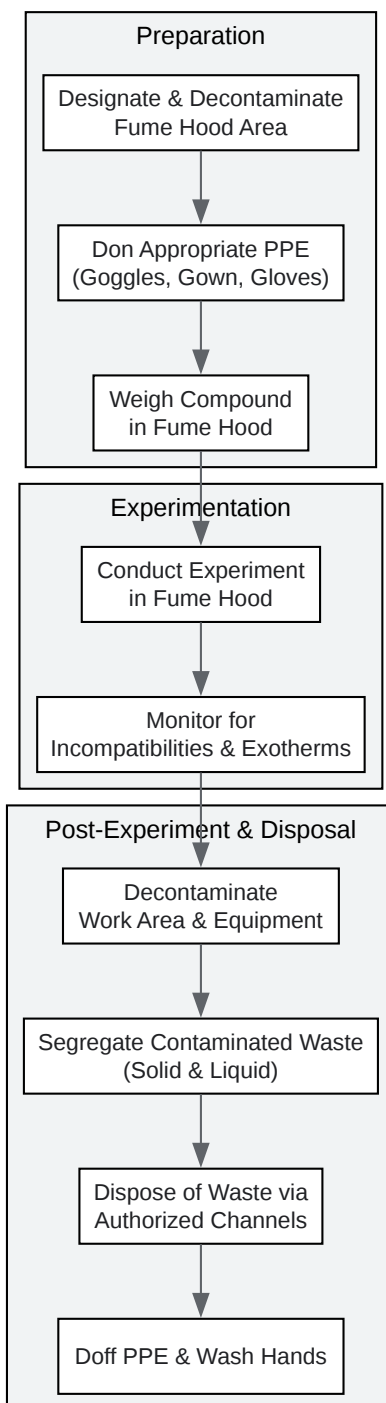 Preparation
Designate & Decontaminate
Fume Hood Area
Don Appropriate PPE
(Goggles, Gown, Gloves)
Weigh Compound
in Fume Hood
Experimentation
Conduct Experiment
in Fume Hood
Monitor for
Incompatibilities & Exotherms
Post-Experiment & Disposal
Decontaminate
Work Area & Equipment
Segregate Contaminated Waste
(Solid & Liquid)
Dispose of Waste via
Authorized Channels
Doff PPE & Wash Hands